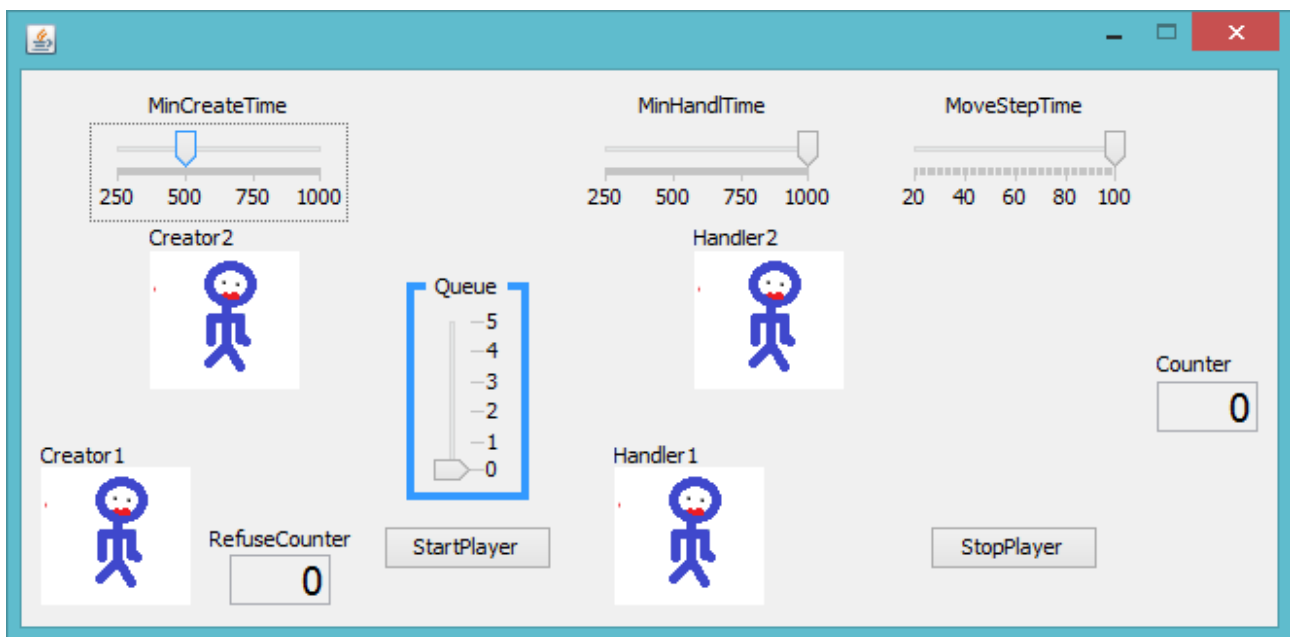 MinCreateTime
250 500 750 1000
MinHandlTime
250 500 750 1000
MoveStepTime
20 40 60 80 100
Creator2
Queue
5
4
3
2
1
0
Handler2
Counter
0
Creator1
RefuseCounter
0
StartPlayer
Handler1
StopPlayer